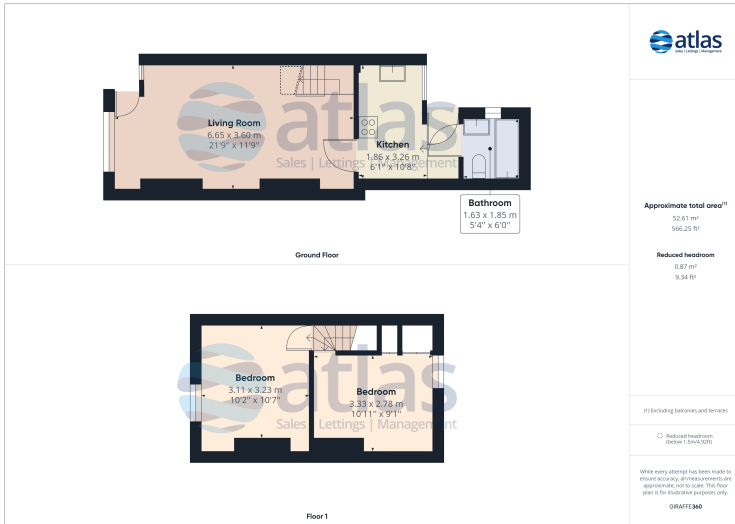 Living Room
6.65 x 3.60 m
21'9" x 11'9"
Kitchen
1.86 x 3.26 m
6'1" x 10'8"
Bathroom
1.63 x 1.85 m
5'4" x 6'0"
atlas
Sales | Lettings | Management
Ground Floor
Bedroom
3.11 x 3.23 m
10'2" x 10'7"
Bedroom
3.33 x 2.78 m
10'11" x 9'1"
atlas
Sales | Lettings | Management
Floor 1
atlas
Sales | Lettings | Management
Approximate total area(1)
52.61 m²
566.25 ft²
Reduced headroom
0.87 m²
9.34 ft²
(1) Excluding balconies and terraces
Reduced headroom
(below 1.5m/4.92ft)
While every attempt has been made to
ensure accuracy, all measurements are
approximate, not to scale. This floor
plan is for illustrative purposes only.
GIRAFFE360